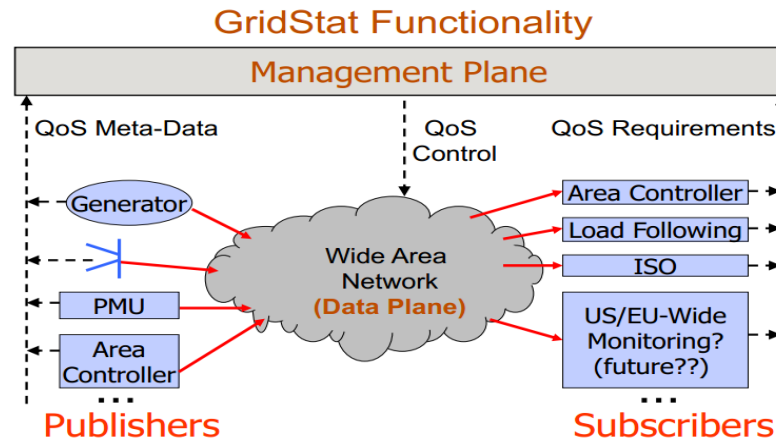 GridStat Functionality
Management Plane
QoS Meta-Data
QoS
Control
QoS Requirements
Generator
PMU
Area
Controller
...
Publishers
Wide Area
Network
(Data Plane)
Area Controller
Load Following
ISO
US/EU-Wide
Monitoring?
(future??)
...
Subscribers